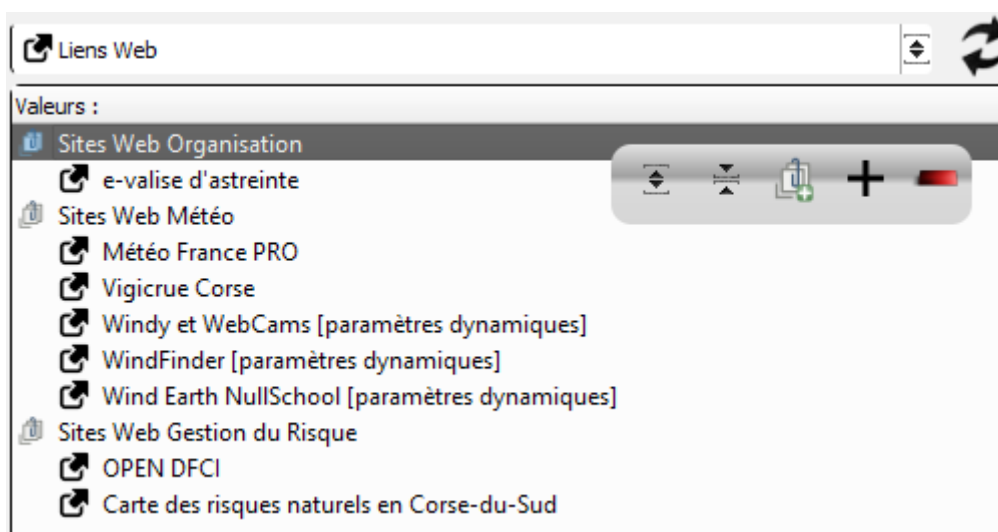 Liens Web
Valeurs :
Sites Web Organisation
e-valise d'astreinte
Sites Web Météo
Météo France PRO
Vigicrue Corse
Windy et WebCams [paramètres dynamiques]
WindFinder [paramètres dynamiques]
Wind Earth NullSchool [paramètres dynamiques]
Sites Web Gestion du Risque
OPEN DFCI
Carte des risques naturels en Corse-du-Sud